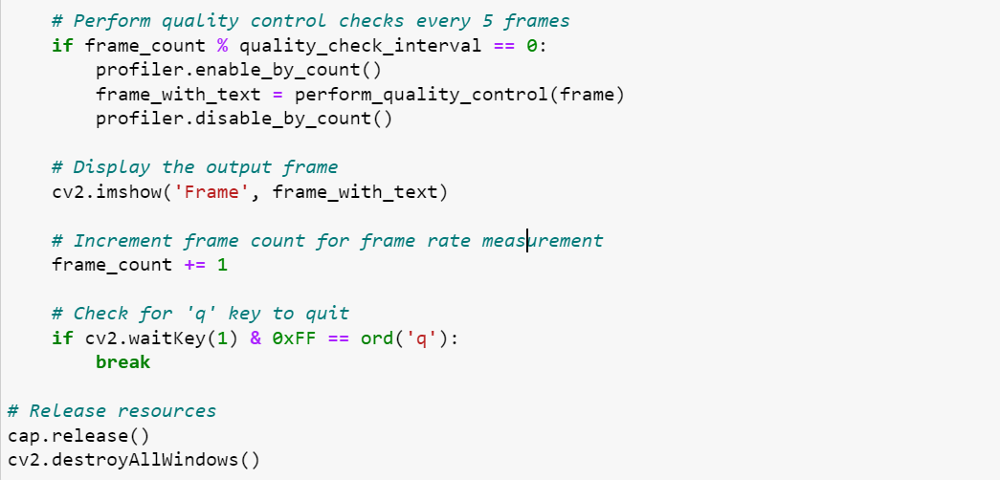 # Perform quality control checks every 5 frames
if frame_count % quality_check_interval == 0:
profiler.enable_by_count()
frame_with_text = perform_quality_control(frame)
profiler.disable_by_count()
# Display the output frame
cv2.imshow('Frame', frame_with_text)
# Increment frame count for frame rate measurement
frame_count += 1
# Check for 'q' key to quit
if cv2.waitKey(1) & 0xFF == ord('q'):
break
# Release resources
cap.release()
cv2.destroyAllWindows()